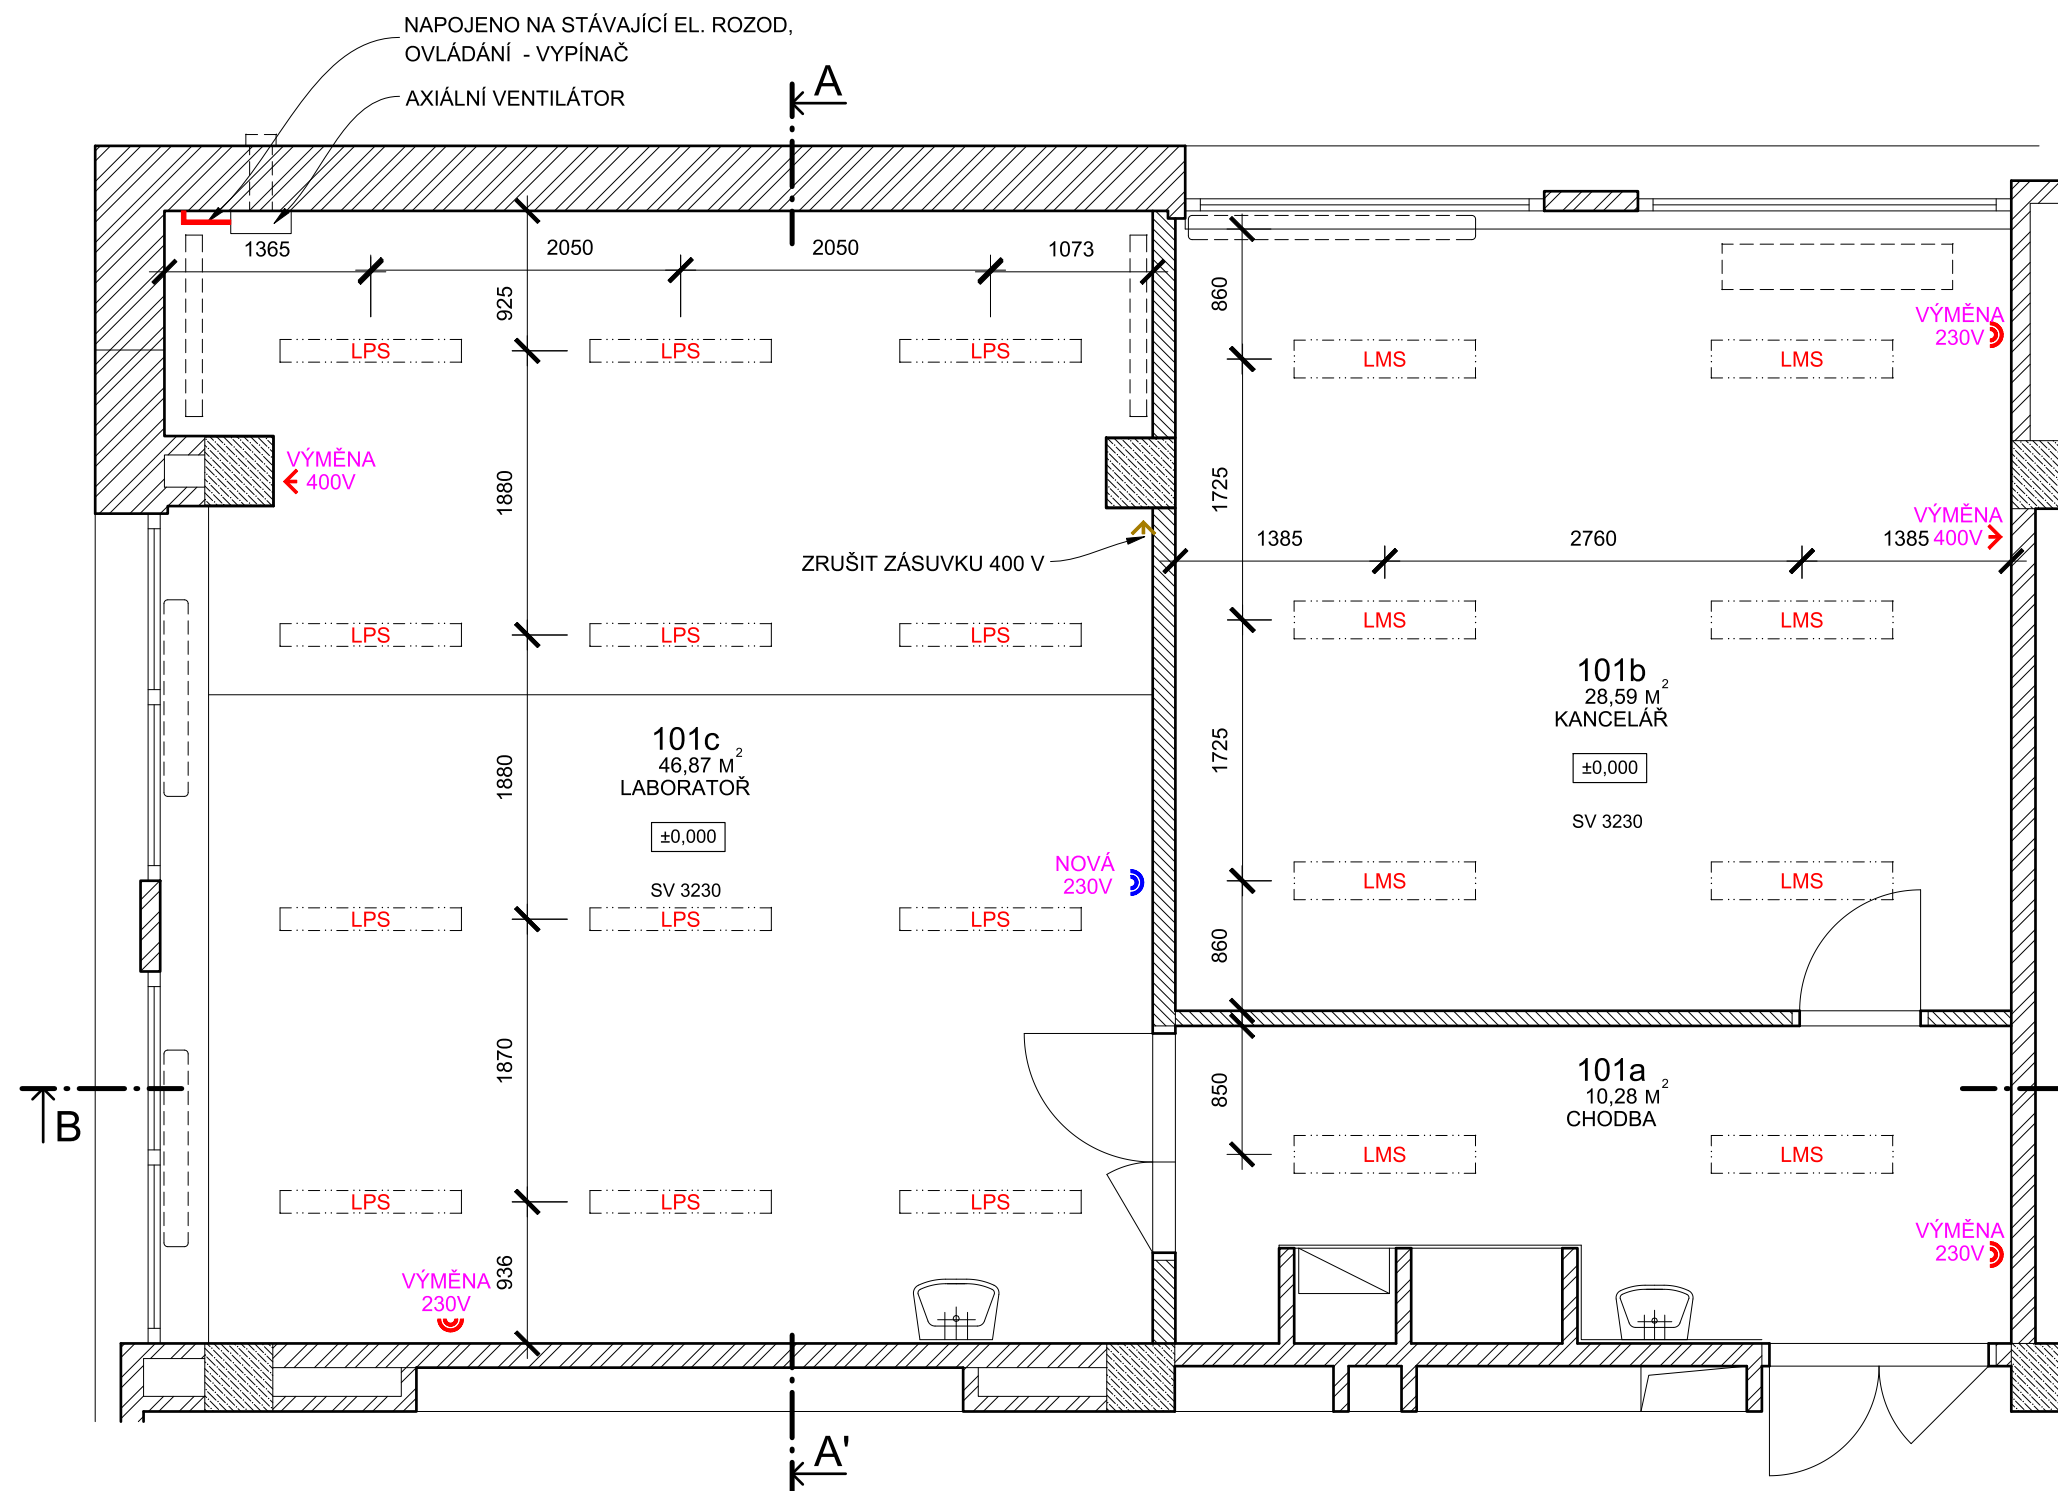 NAPOJENO NA STÁVAJÍCÍ EL. ROZOD,
OVLÁDÁNÍ - VYPÍNAČ
AXIÁLNÍ VENTILÁTOR
A
1365
2050
2050
1073
925
860
VÝMĚNA
230V
LPS
LPS
LPS
LMS
LMS
VÝMĚNA
400V
1880
1725
VÝMĚNA
400V
ZRUŠIT ZÁSUVKU 400 V
1385
2760
1385
LPS
LPS
LPS
LMS
LMS
101b
28,59 M2
KANCELÁŘ
±0,000
SV 3230
101c
46,87 M2
LABORATOŘ
±0,000
SV 3230
1880
1725
NOVÁ
230V
LPS
LPS
LPS
LMS
LMS
860
1870
850
101a
10,28 M2
CHODBA
B
LMS
LMS
LPS
LPS
LPS
936
VÝMĚNA
230V
VÝMĚNA
230V
A'